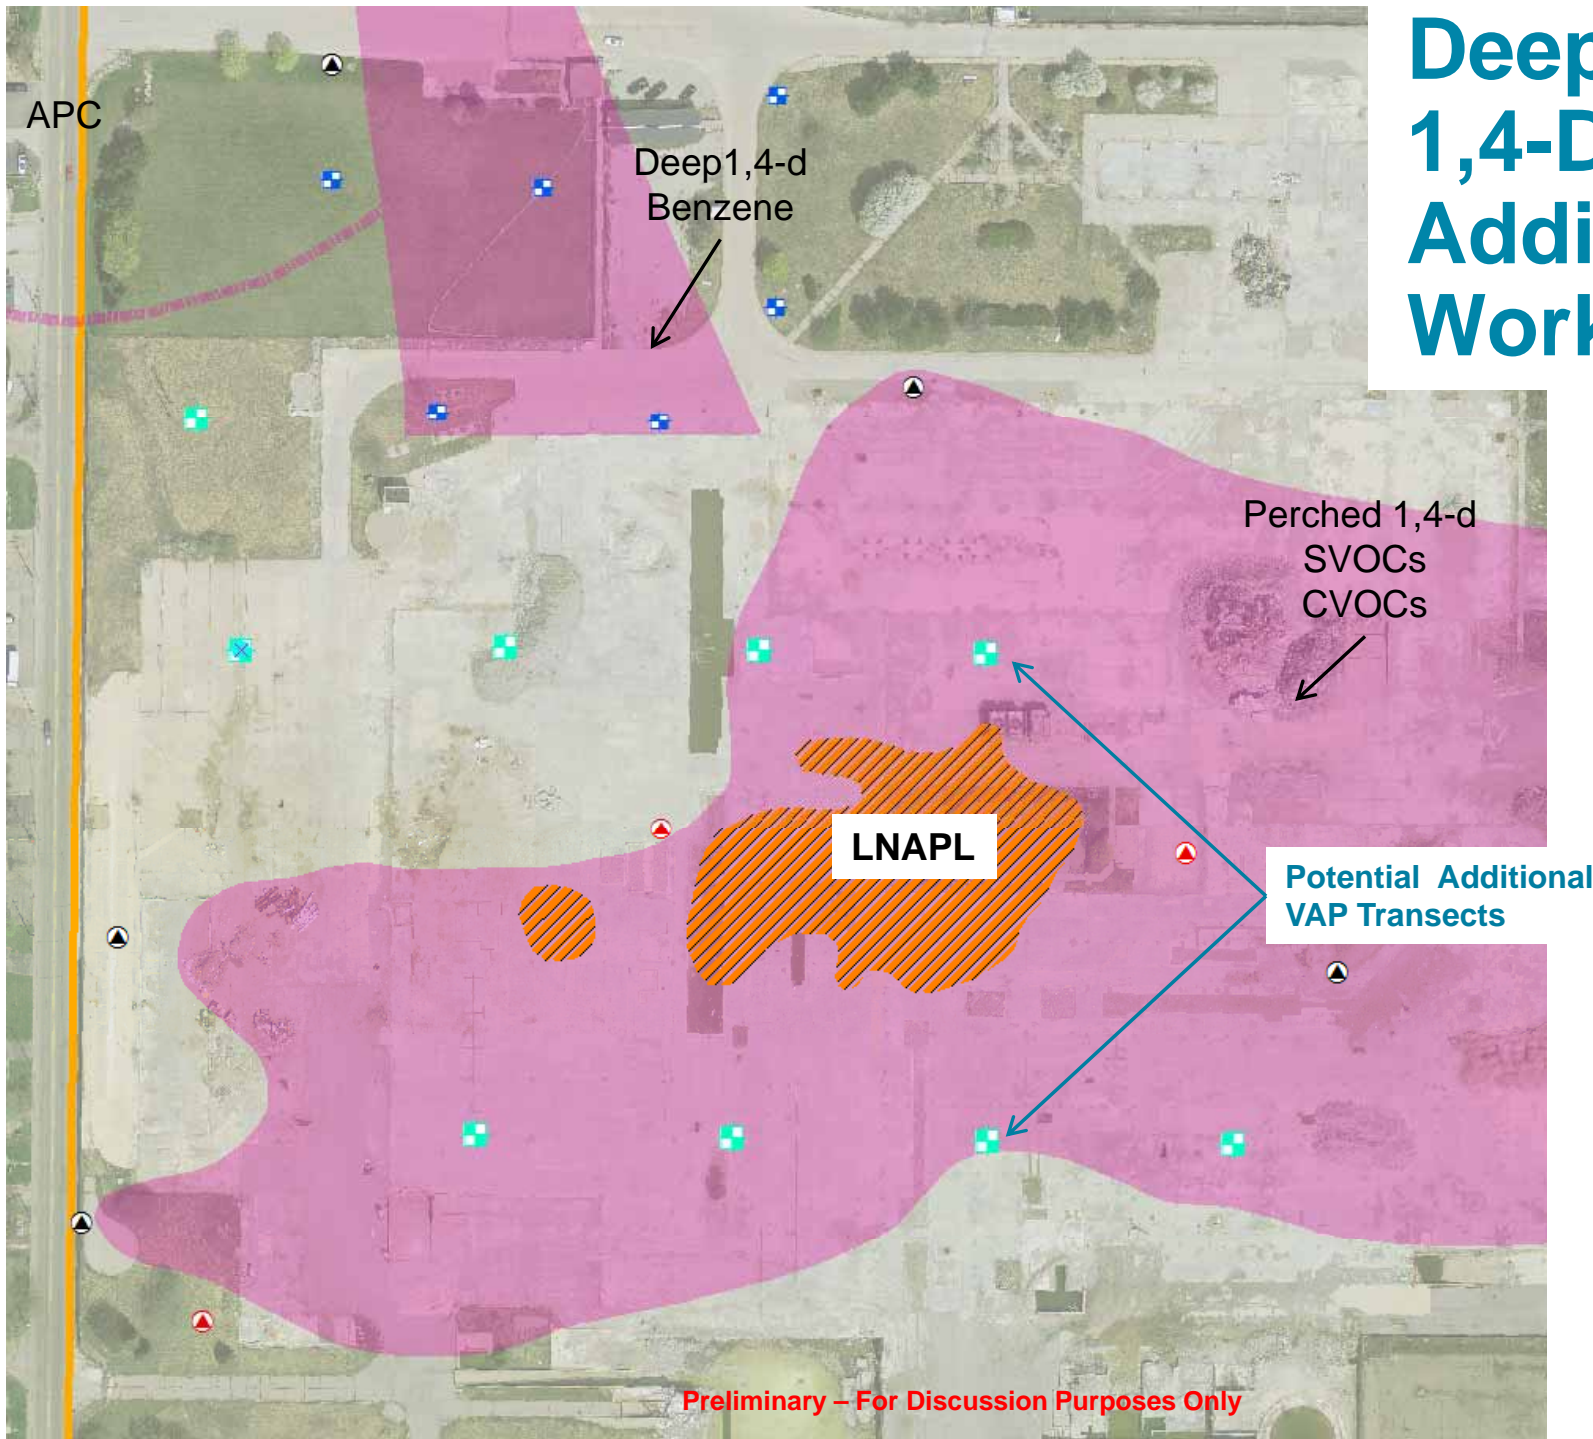 Deep
1,4-D
Addi
Work
APC
Deep1,4-d
Benzene
Perched 1,4-d
SVOCs
CVOCs
LNAPL
Potential Additional
VAP Transects
Preliminary – For Discussion Purposes Only